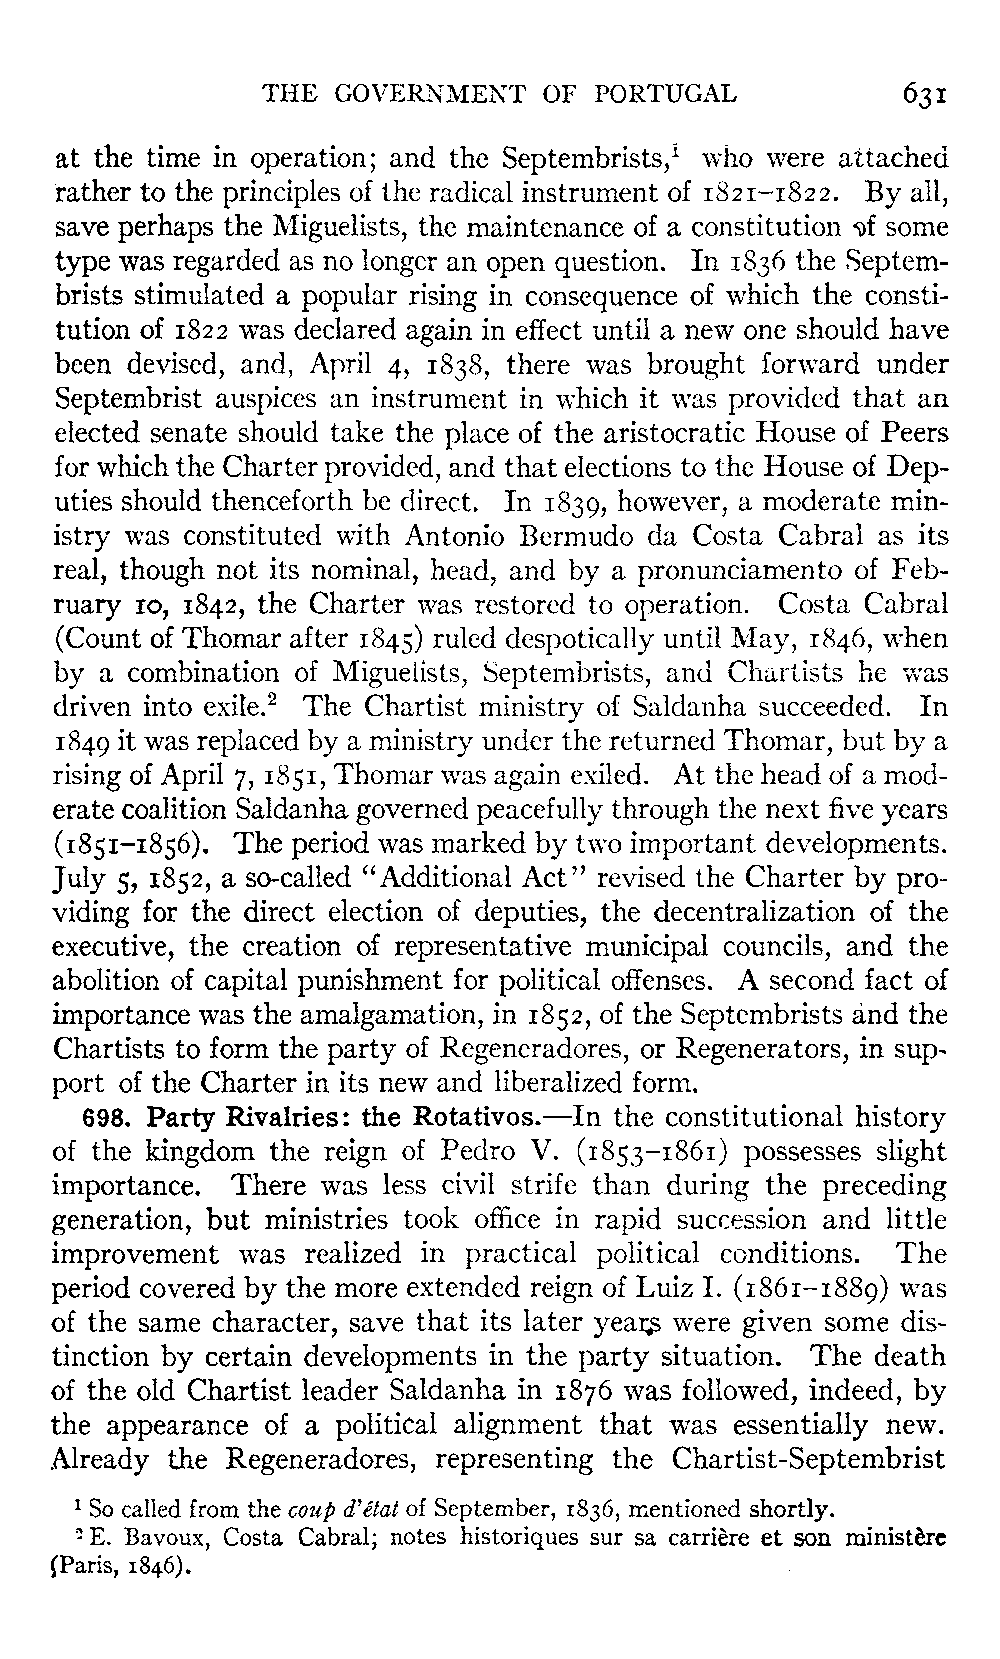 THE GOVERNMENT OF PORTUGAL 631
at the time in operation; and the Septembrists,¹ who were attached
rather to the principles of the radical instrument of 1821–1822. By all,
save perhaps the Miguelists, the maintenance of a constitution of some
type was regarded as no longer an open question. In 1836 the Septem-
brists stimulated a popular rising in consequence of which the consti-
tution of 1822 was declared again in effect until a new one should have
been devised, and, April 4, 1838, there was brought forward under
Septembrist auspices an instrument in which it was provided that an
elected senate should take the place of the aristocratic House of Peers
for which the Charter provided, and that elections to the House of Dep-
uties should thenceforth be direct. In 1839, however, a moderate min-
istry was constituted with Antonio Bermudo da Costa Cabral as its
real, though not its nominal, head, and by a pronunciamento of Feb-
ruary 10, 1842, the Charter was restored to operation. Costa Cabral
(Count of Thomar after 1845) ruled despotically until May, 1846, when
by a combination of Miguelists, Septembrists, and Chartists he was
driven into exile.² The Chartist ministry of Saldanha succeeded. In
1849 it was replaced by a ministry under the returned Thomar, but by a
rising of April 7, 1851, Thomar was again exiled. At the head of a mod-
erate coalition Saldanha governed peacefully through the next five years
(1851–1856). The period was marked by two important developments.
July 5, 1852, a so-called "Additional Act" revised the Charter by pro-
viding for the direct election of deputies, the decentralization of the
executive, the creation of representative municipal councils, and the
abolition of capital punishment for political offenses. A second fact of
importance was the amalgamation, in 1852, of the Septembrists and the
Chartists to form the party of Regeneradores, or Regenerators, in sup-
port of the Charter in its new and liberalized form.
698. Party Rivalries: the Rotativos.—In the constitutional history
of the kingdom the reign of Pedro V. (1853–1861) possesses slight
importance. There was less civil strife than during the preceding
generation, but ministries took office in rapid succession and little
improvement was realized in practical political conditions. The
period covered by the more extended reign of Luiz I. (1861–1889) was
of the same character, save that its later years were given some dis-
tinction by certain developments in the party situation. The death
of the old Chartist leader Saldanha in 1876 was followed, indeed, by
the appearance of a political alignment that was essentially new.
Already the Regeneradores, representing the Chartist-Septembrist
¹ So called from the coup d'état of September, 1836, mentioned shortly.
² E. Bavoux, Costa Cabral; notes historiques sur sa carrière et son ministère
(Paris, 1846).